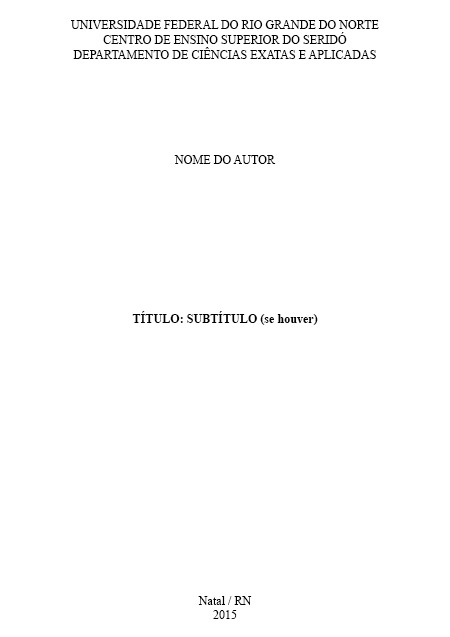 UNIVERSIDADE FEDERAL DO RIO GRANDE DO NORTE
CENTRO DE ENSINO SUPERIOR DO SERIDÓ
DEPARTAMENTO DE CIÊNCIAS EXATAS E APLICADAS
NOME DO AUTOR
TÍTULO: SUBTÍTULO (se houver)
Natal / RN
2015